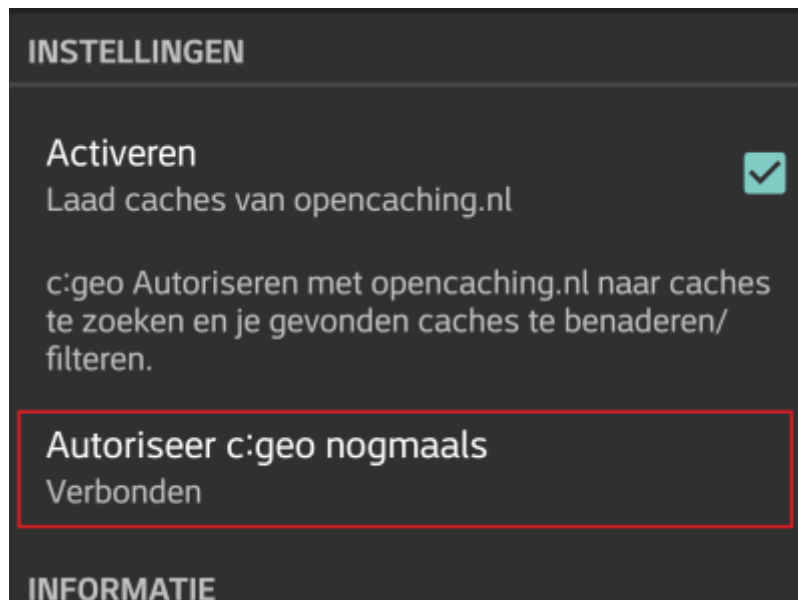 INSTELLINGEN
Activeren
Laad caches van opencaching.nl
c:geo Autoriseren met opencaching.nl naar caches
te zoeken en je gevonden caches te benaderen/
filteren.
Autoriseer c:geo nogmaals
Verbonden
INFORMATIE